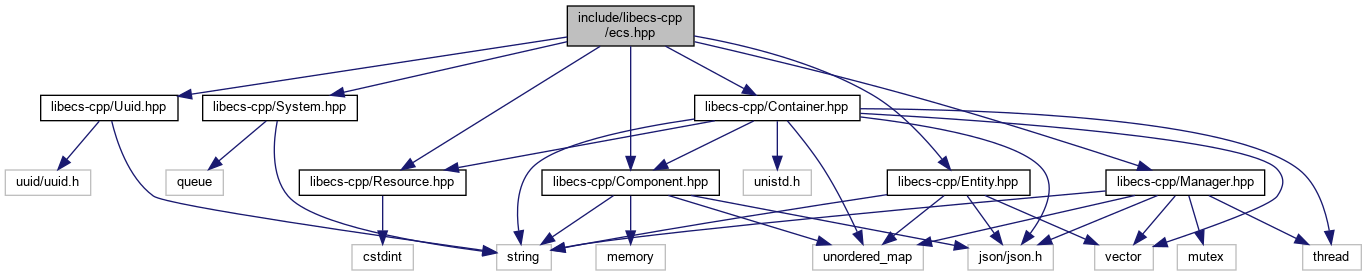 include/libecs-cpp
/ecs.hpp
libecs-cpp/Uuid.hpp
libecs-cpp/System.hpp
libecs-cpp/Container.hpp
uuid/uuid.h
queue
libecs-cpp/Resource.hpp
libecs-cpp/Component.hpp
unistd.h
libecs-cpp/Entity.hpp
libecs-cpp/Manager.hpp
cstdint
string
memory
unordered_map
json/json.h
vector
mutex
thread